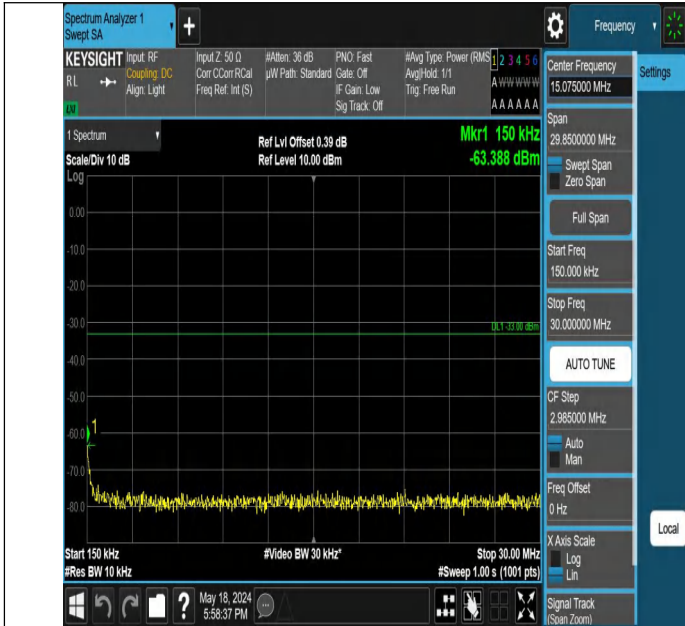 Spectrum Analyzer 1
Swept SA
Frequency
KEYSIGHT
RL
Input: RF
Coupling: DC
Align: Light
Input Z: 50 Ω
Corr CCorr RCal
Freq Ref: Int (S)
#Atten: 36 dB
µW Path: Standard
PNO: Fast
Gate: Off
IF Gain: Low
Sig Track: Off
#Avg Type: Power (RMS
Avg|Hold: 1/1
Trig: Free Run
1 2 3 4 5 6
A W W W W W
A A A A A A
1 Spectrum
Scale/Div 10 dB
Log
Ref Lvl Offset 0.39 dB
Ref Level 10.00 dBm
Mkr1 150 kHz
-63.388 dBm
0.00
-10.0
-20.0
-30.0
DL1 -33.00 dBm
-40.0
-50.0
1
-60.0
-70.0
-80.0
Start 150 kHz
#Res BW 10 kHz
#Video BW 30 kHz*
Stop 30.00 MHz
#Sweep 1.00 s (1001 pts)
?
May 18, 2024
5:58:37 PM
Center Frequency
15.075000 MHz
Settings
Span
29.8500000 MHz
Swept Span
Zero Span
Full Span
Start Freq
150.000 kHz
Stop Freq
30.000000 MHz
AUTO TUNE
CF Step
2.985000 MHz
Auto
Man
Freq Offset
0 Hz
X Axis Scale
Log
Lin
Local
Signal Track
(Span Zoom)